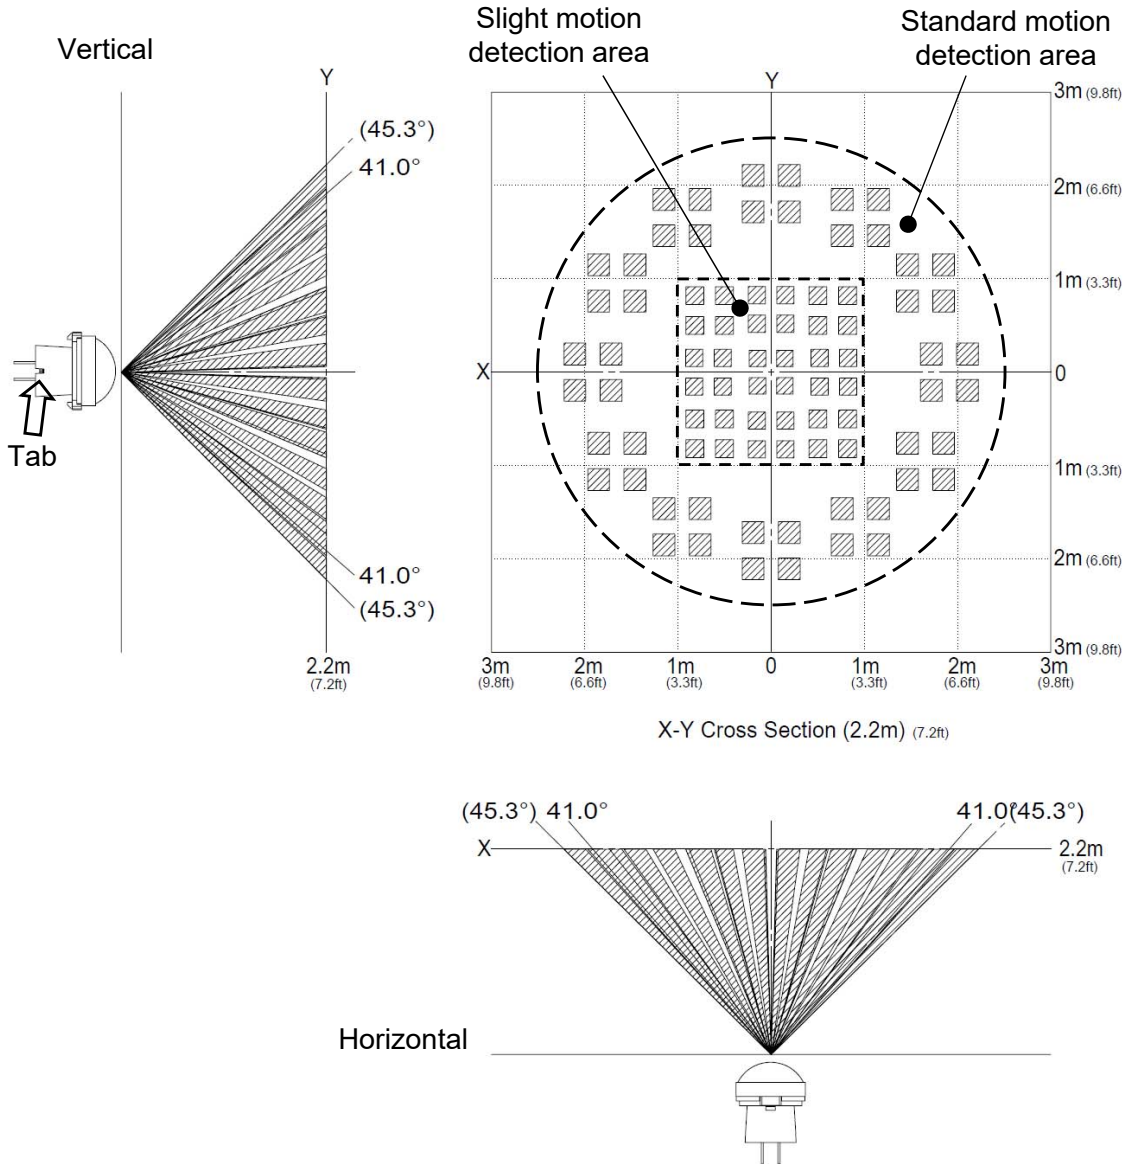 Slight motion
detection area
Standard motion
detection area
Vertical
Y
(45.3°)
41.0°
Tab
41.0°
(45.3°)
2.2m
(7.2ft)
Y
3m (9.8ft)
2m (6.6ft)
1m (3.3ft)
X
0
1m (3.3ft)
2m (6.6ft)
3m (9.8ft)
3m 2m 1m 0 1m 2m 3m
(9.8ft) (6.6ft) (3.3ft) (3.3ft) (6.6ft) (9.8ft)
X-Y Cross Section (2.2m) (7.2ft)
(45.3°) 41.0° 41.0° (45.3°)
X
2.2m
(7.2ft)
Horizontal